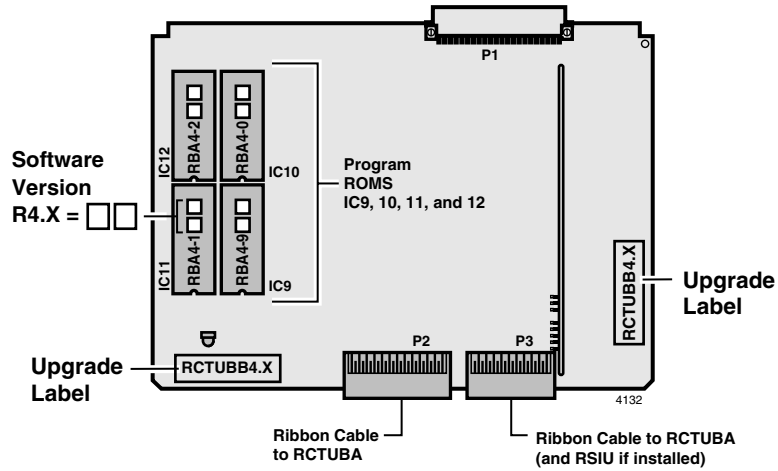 P1
IC12
RBA4-2
RBA4-0
IC10
Program
ROMS
IC9, 10, 11, and 12
Software
Version
R4.X =
IC11
RBA4-1
RBA4-9
IC9
RCTUBB4.X
Upgrade
Label
Upgrade
Label
RCTUBB4.X
P2
P3
4132
Ribbon Cable
to RCTUBA
Ribbon Cable to RCTUBA
(and RSIU if installed)